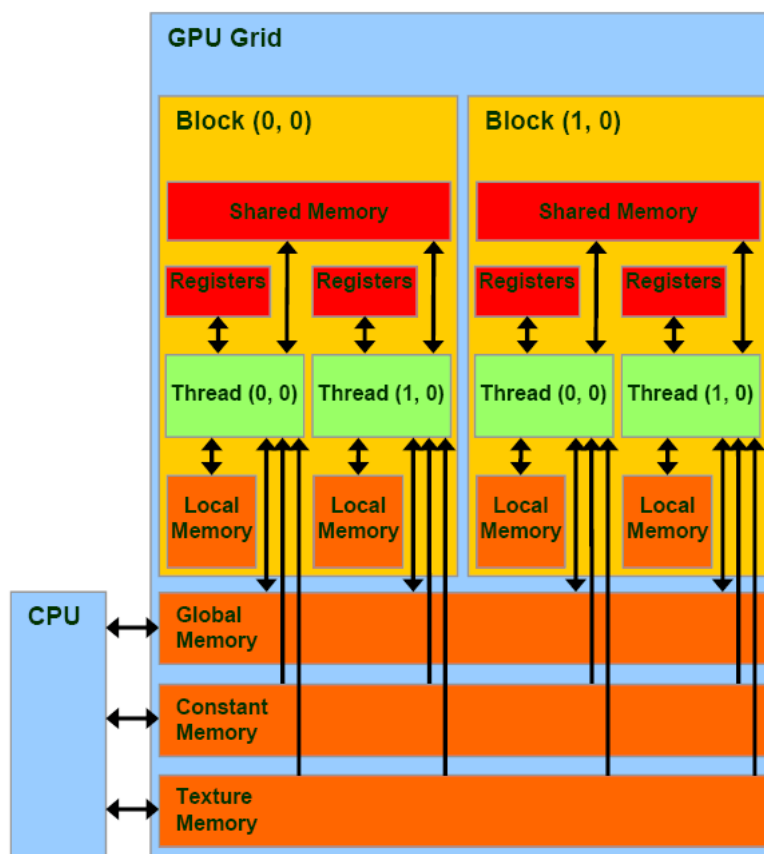 GPU Grid
Block (0, 0)
Block (1, 0)
Shared Memory
Shared Memory
Registers
Registers
Registers
Registers
Thread (0, 0)
Thread (1, 0)
Thread (0, 0)
Thread (1, 0)
Local
Memory
Local
Memory
Local
Memory
Local
Memory
CPU
Global
Memory
Constant
Memory
Texture
Memory